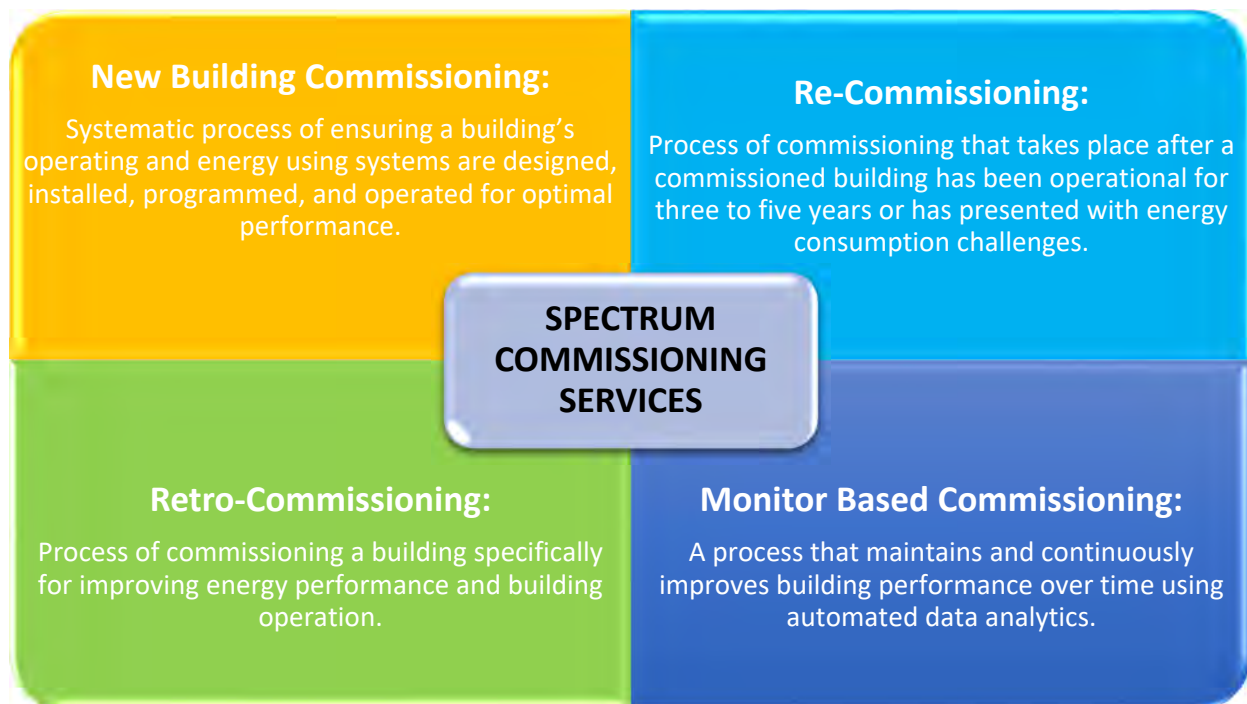 New Building Commissioning:
Systematic process of ensuring a building’s
operating and energy using systems are designed,
installed, programmed, and operated for optimal
performance.
Re-Commissioning:
Process of commissioning that takes place after a
commissioned building has been operational for
three to five years or has presented with energy
consumption challenges.
SPECTRUM
COMMISSIONING
SERVICES
Retro-Commissioning:
Process of commissioning a building specifically
for improving energy performance and building
operation.
Monitor Based Commissioning:
A process that maintains and continuously
improves building performance over time using
automated data analytics.